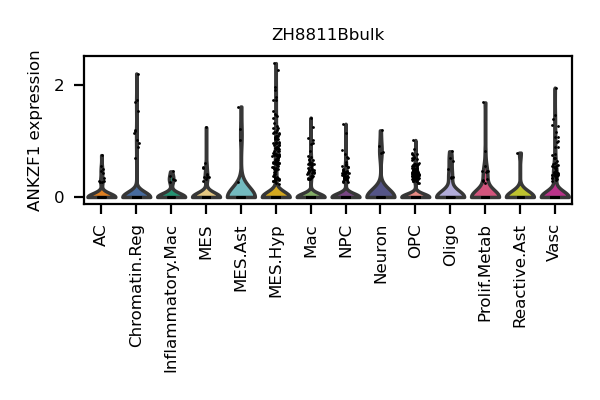 ZH8811Bbulk
ANKZF1 expression
2
0
AC
Chromatin.Reg
Inflammatory.Mac
MES
MES.Ast
MES.Hyp
Mac
NPC
Neuron
OPC
Oligo
Prolif.Metab
Reactive.Ast
Vasc